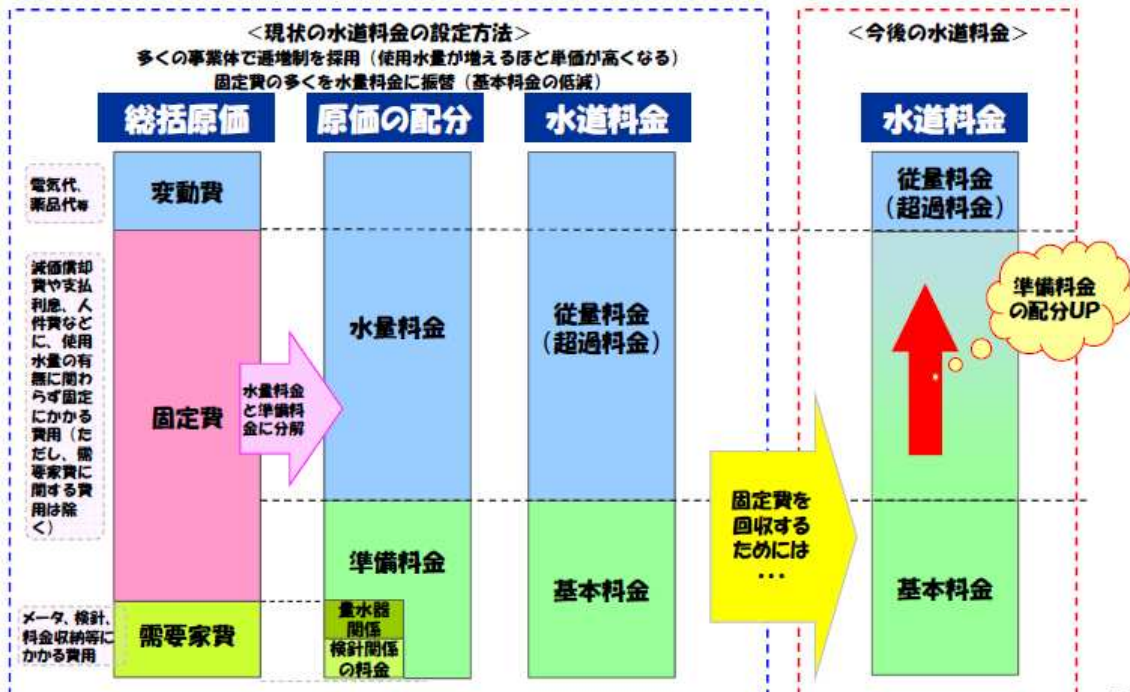 ＜現状の水道料金の設定方法＞
多くの事業体で逓増制を採用（使用水量が増えるほど単価が高くなる）
固定費の多くを水量料金に振替（基本料金の低減）
総括原価
原価の配分
水道料金
電気代、
薬品代等
変動費
減価償却
費や支払
利息、人
件費など
に、使用
水量の有
無に関わ
らず固定
にかかる
費用（た
だし、需
要家費に
関する費
用は除
く）
固定費
水量料金
と準備料
金に分解
水量料金
従量料金
（超過料金）
準備料金
基本料金
メータ、検針、
料金収納等に
かかる費用
需要家費
量水器
関係
検針関係
の料金
固定費を
回収する
ためには
…
＜今後の水道料金＞
水道料金
従量料金
（超過料金）
準備料金
の配分UP
基本料金